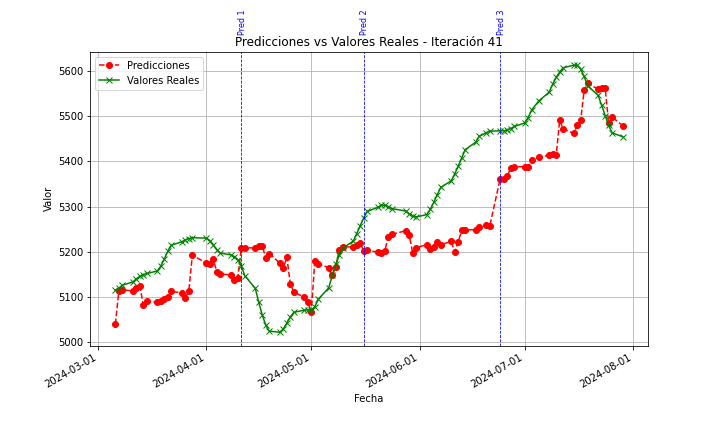 Pred 1
Pred 2
Pred 3
Predicciones vs Valores Reales - Iteración 41
Predicciones
Valores Reales
5600
5500
5400
5300
5200
5100
5000
Valor
2024-03-01
2024-04-01
2024-05-01
2024-06-01
2024-07-01
2024-08-01
Fecha